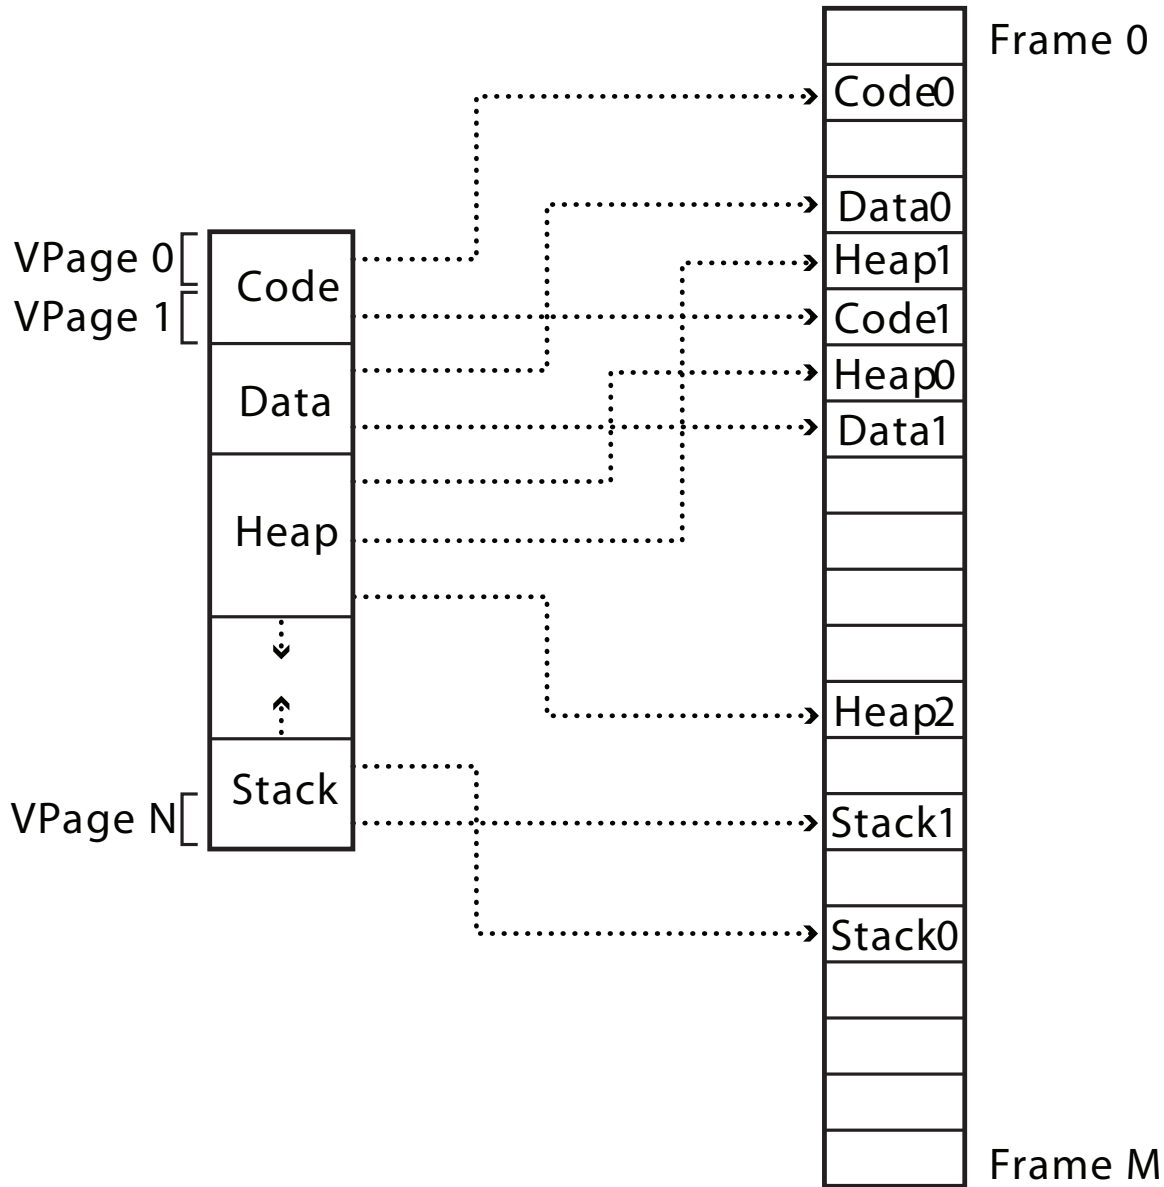 Frame 0
Code0
Data0
VPage 0
Code
Heap1
VPage 1
Code1
Heap0
Data
Data1
Heap
Heap2
Stack
VPage N
Stack1
Stack0
Frame M